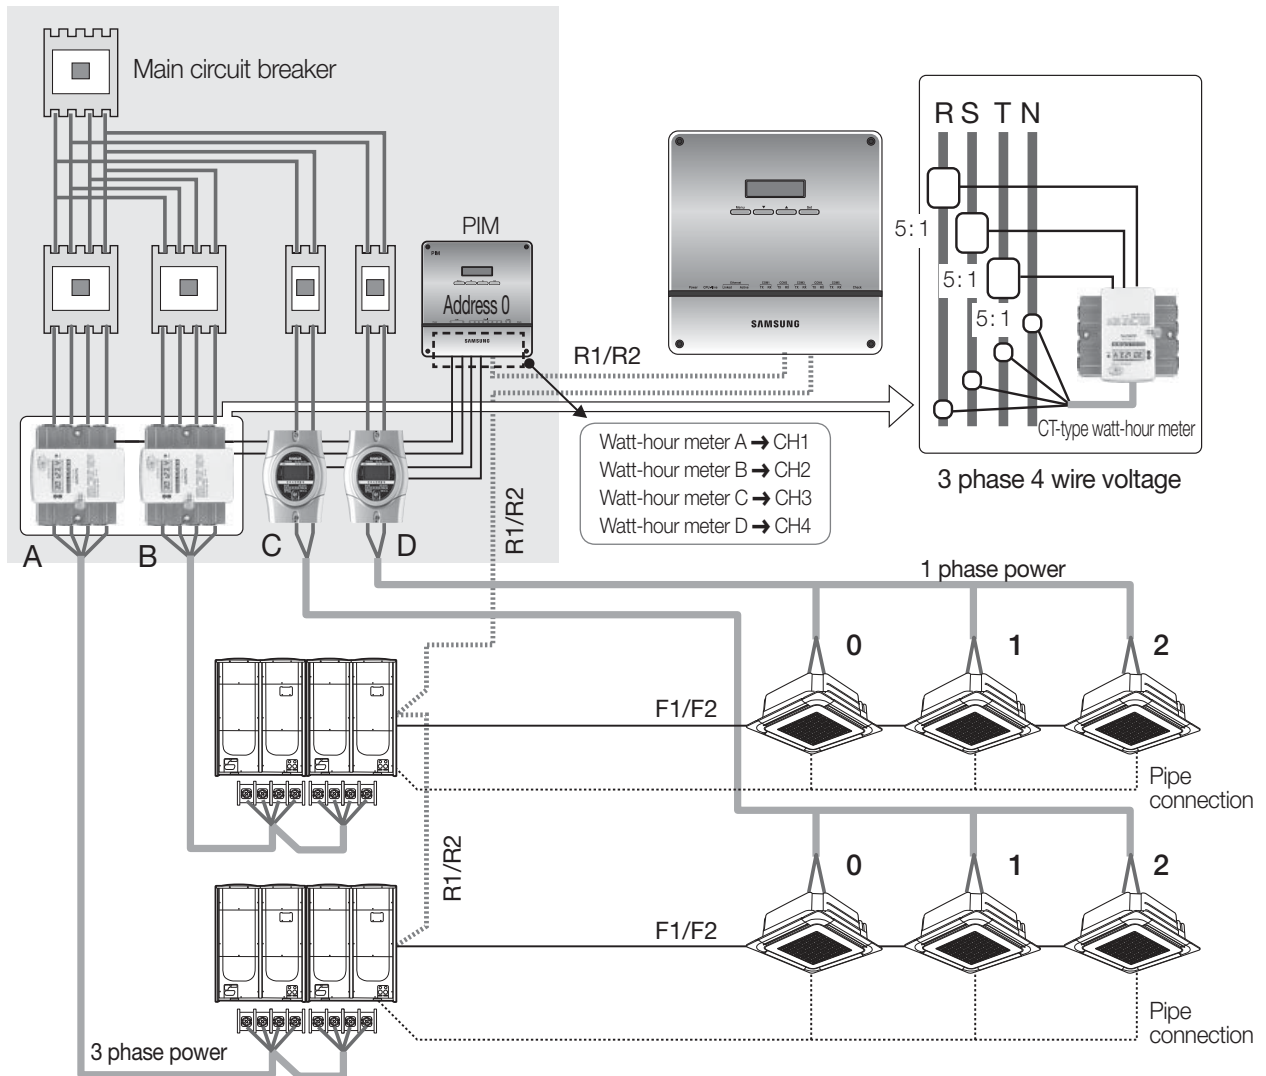 Main circuit breaker
PIM
PIM
Address 0
SAMSUNG
R1/R2
SAMSUNG
R S T N
5:1
5:1
5:1
CT-type watt-hour meter
3 phase 4 wire voltage
Watt-hour meter A ➔ CH1
Watt-hour meter B ➔ CH2
Watt-hour meter C ➔ CH3
Watt-hour meter D ➔ CH4
R1/R2
A
B
C
D
1 phase power
0
1
2
F1/F2
Pipe
connection
R1/R2
0
1
2
F1/F2
Pipe
connection
3 phase power